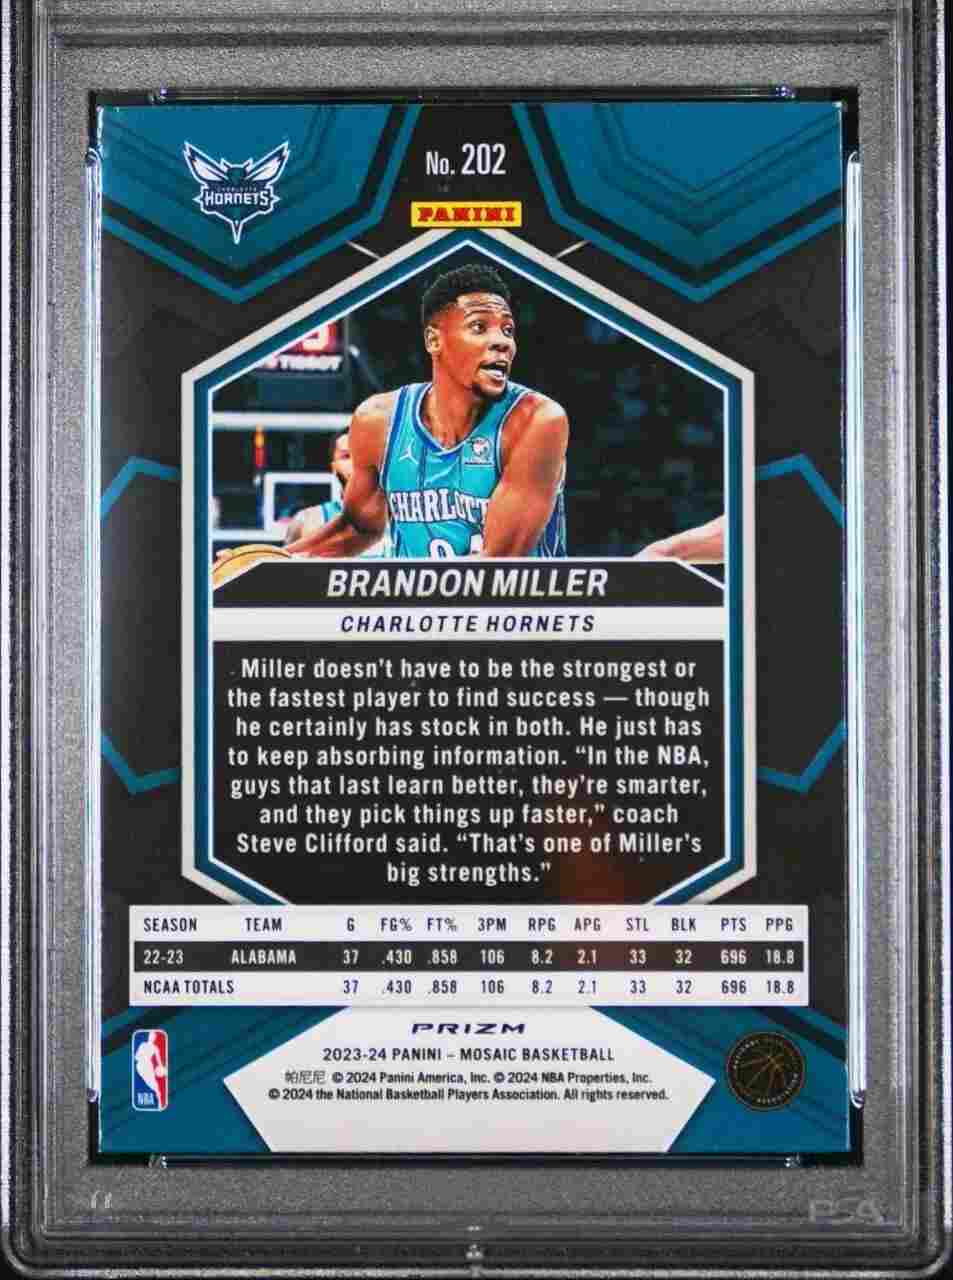 No. 202
CHARLOTTE
HORNETS
PANINI
TISSOT
CHARLOTT
BRANDON MILLER
CHARLOTTE HORNETS
Miller doesn't have to be the strongest or
the fastest player to find success — though
he certainly has stock in both. He just has
to keep absorbing information. “In the NBA,
guys that last learn better, they're smarter,
and they pick things up faster,” coach
Steve Clifford said. “That's one of Miller's
big strengths.”
SEASON TEAM G FG% FT% 3PM RPG APG STL BLK PTS PPG
22-23 ALABAMA 37 .430 .858 106 8.2 2.1 33 32 696 18.8
NCAA TOTALS 37 .430 .858 106 8.2 2.1 33 32 696 18.8
PRIZM
2023-24 PANINI – MOSAIC BASKETBALL
帕尼尼 © 2024 Panini America, Inc. © 2024 NBA Properties, Inc.
© 2024 the National Basketball Players Association. All rights reserved.
NBA
PSA